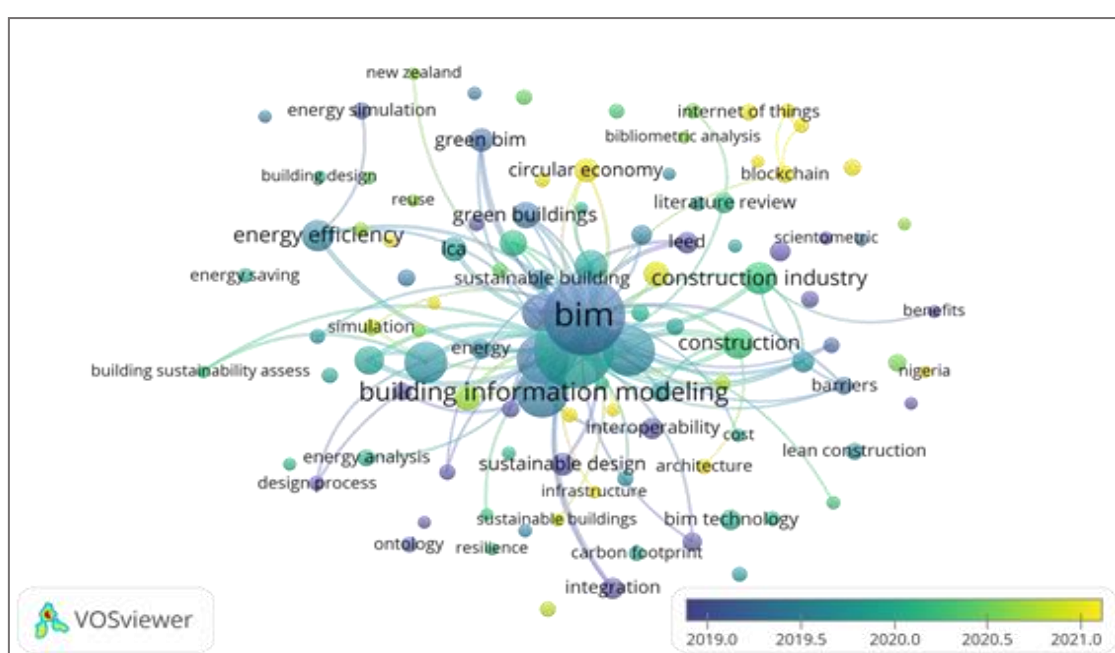 new zealand
energy simulation
internet of things
green bim
bibliometric analysis
circular economy
building design
blockchain
reuse
literature review
green buildings
energy efficiency
leed
scientometric
lca
energy saving
sustainable building
construction industry
bim
benefits
simulation
construction
energy
building sustainability assess
nigeria
barriers
building information modeling
interoperability
cost
lean construction
energy analysis
sustainable design
architecture
design process
infrastructure
sustainable buildings
bim technology
ontology
resilience
carbon footprint
integration
VOSviewer
2019.0 2019.5 2020.0 2020.5 2021.0